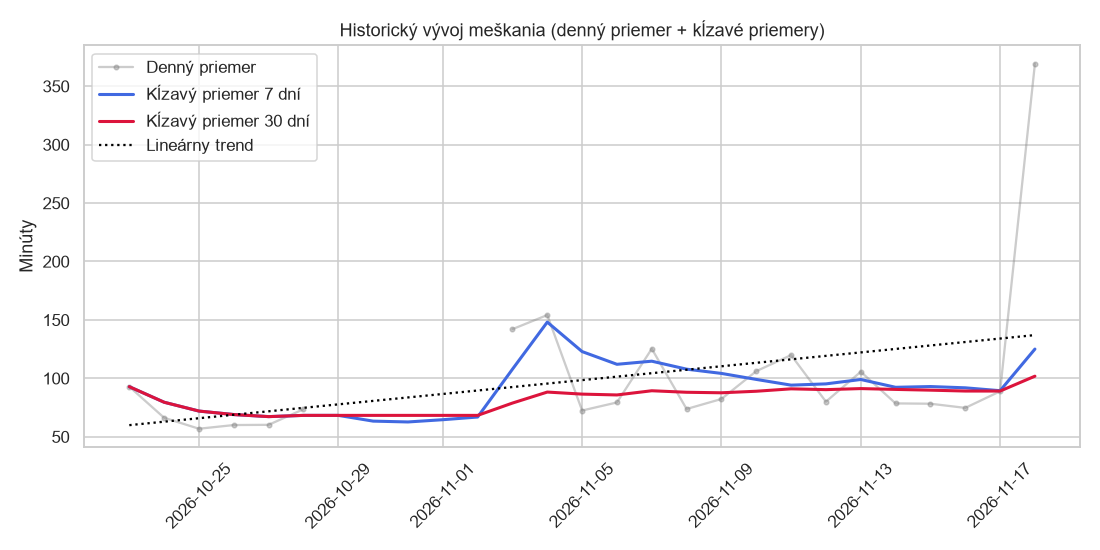 Historický vývoj meškania (denný priemer + kĺzavé priemery)
Denný priemer
Kĺzavý priemer 7 dní
Kĺzavý priemer 30 dní
Lineárny trend
Minúty
350
300
250
200
150
100
50
2026-10-25
2026-10-29
2026-11-01
2026-11-05
2026-11-09
2026-11-13
2026-11-17